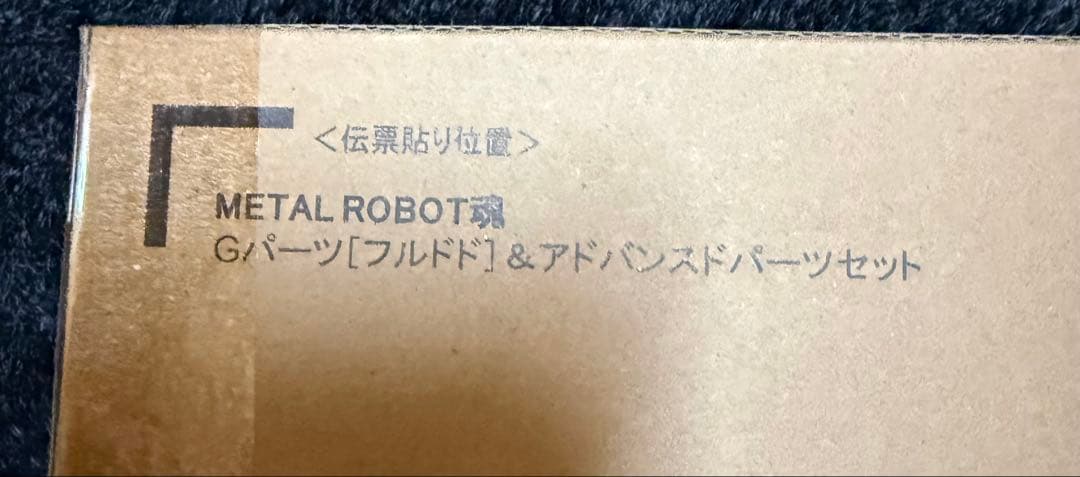 ＜伝票貼り位置＞
METAL ROBOT魂
Gパーツ[フルドド]＆アドバンスドパーツセット